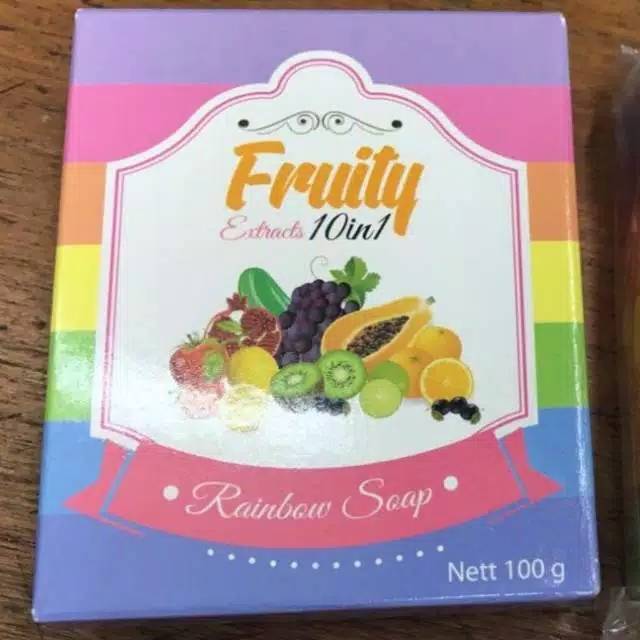 Fruity
Extracts 10in1
Rainbow Soap
Nett 100 g